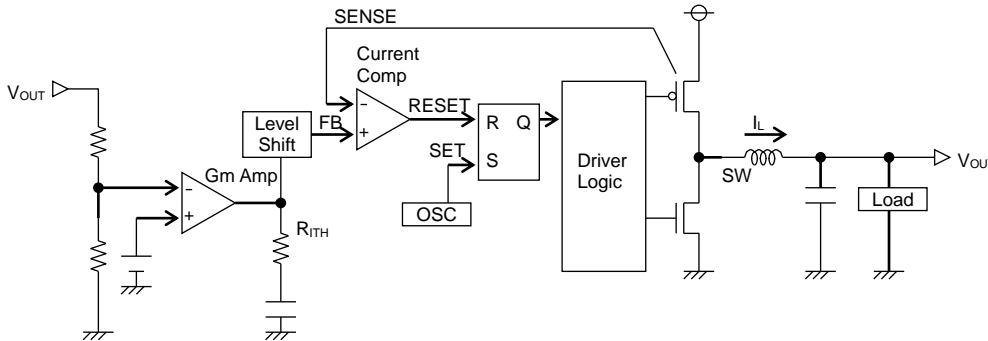 SENSE
Current
Comp
VOUT
-
+
RESET
FB
Level
Shift
R Q
S
SET
OSC
Driver
Logic
IL
SW
VOU
Load
Gm Amp
-
+
RITH